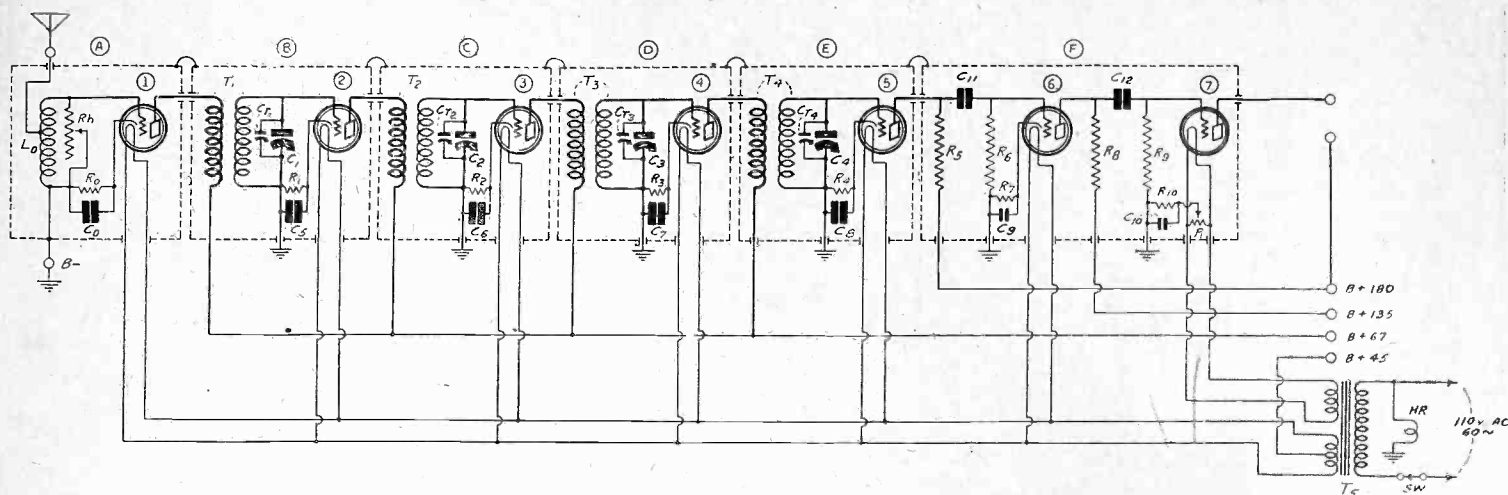 A B C D E F
1 T1 2 T2 3 T3 4 T4 5 C11 6 C12 7
Rh L0 CT1 C1 CT2 C2 CT3 C3 CT4 C4 R5 R6 R8 R9
R0 R1 R2 R3 R4 R7 R10
C0 C5 C6 C7 C8 C9 C10
B-
B+180
B+135
B+67
B+45
HR
110 V AC
60~
SW